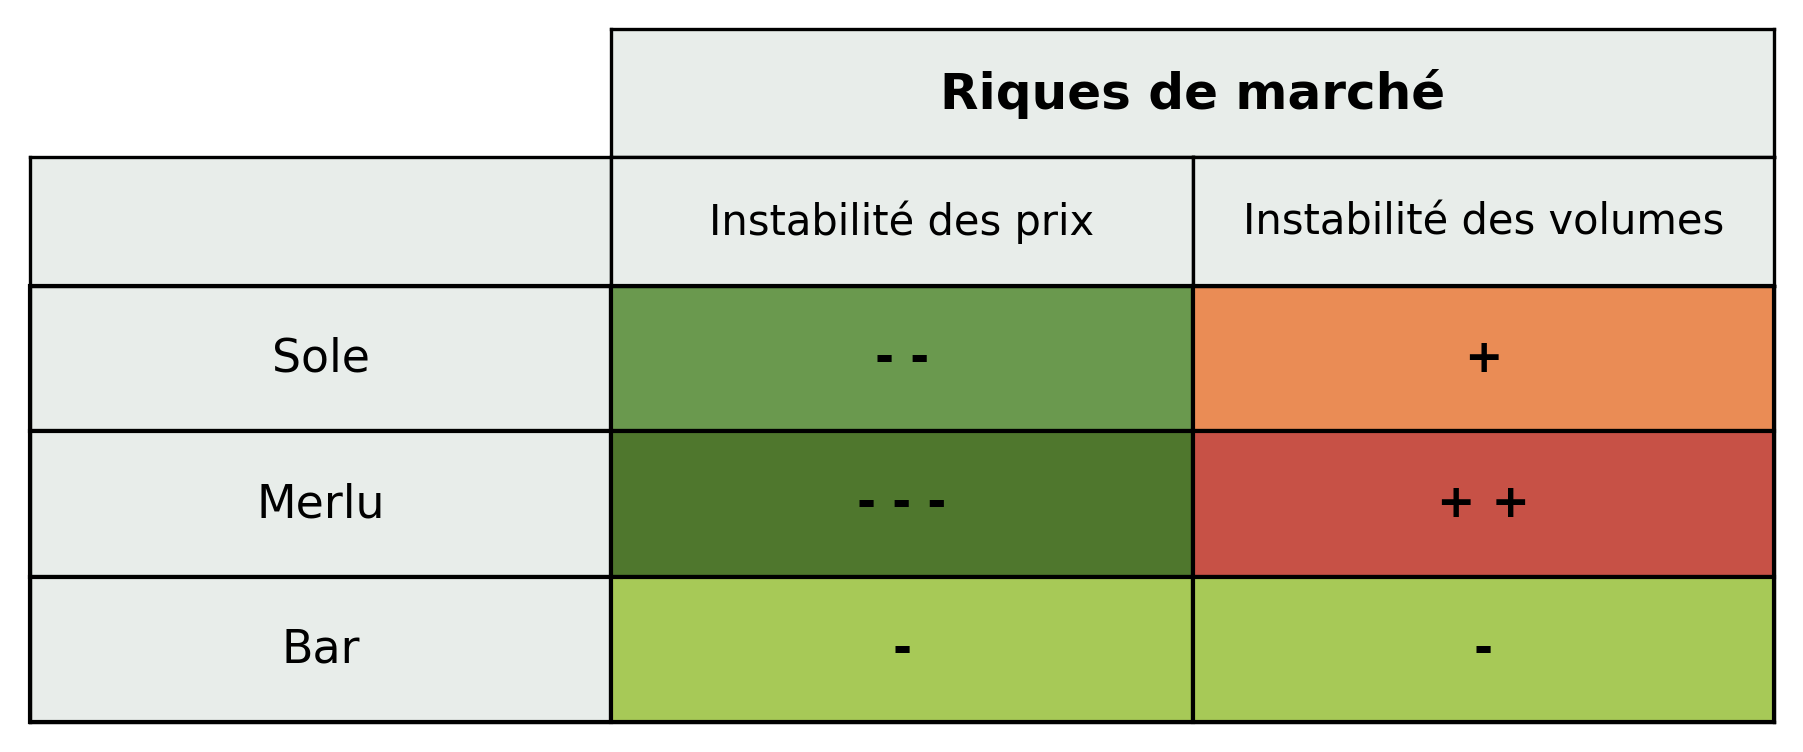 Riques de marché
Instabilité des prix Instabilité des volumes
Sole - - +
Merlu - - - + +
Bar - -